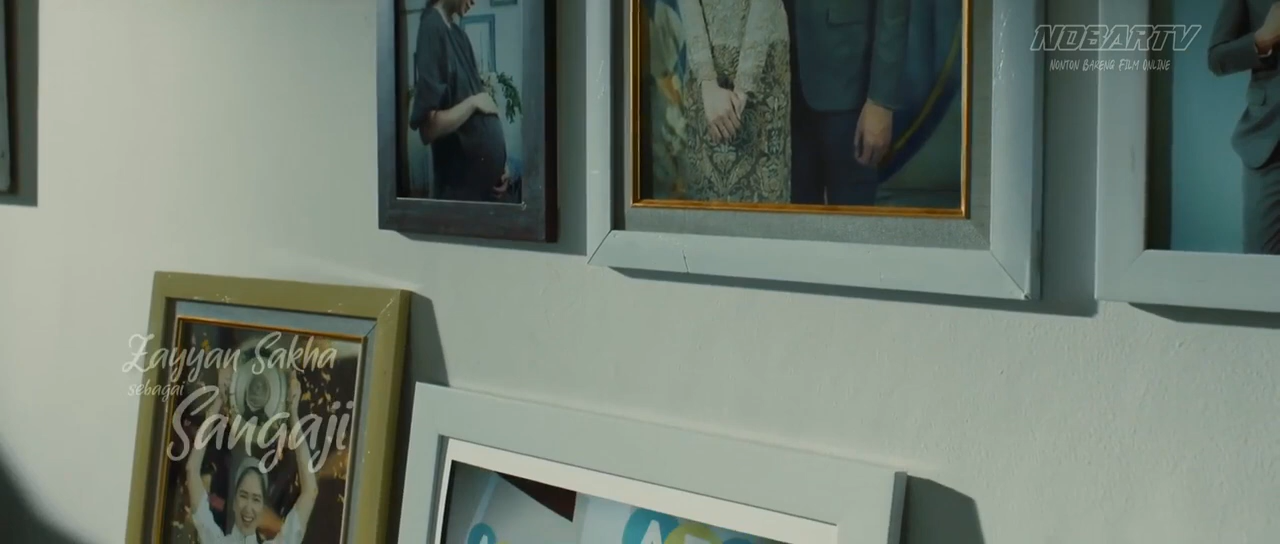 NOBARTV
NONTON BARENG FILM ONLINE
Zayyan Sakha
sebagai
Sangaji